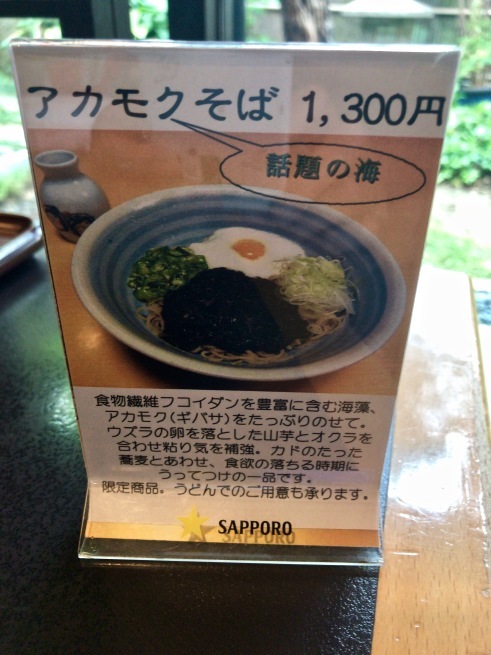 アカモクそば 1,300円
話題の海
食物繊維フコイダンを豊富に含む海藻、
アカモク(ギバサ)をたっぷりのせて。
ウズラの卵を落とした山芋とオクラを
合わせ粘り気を補強。カドのたった
蕎麦とあわせ、食欲の落ちる時期に
うってつけの一品です。
限定商品。うどんでのご用意も承ります。
SAPPORO